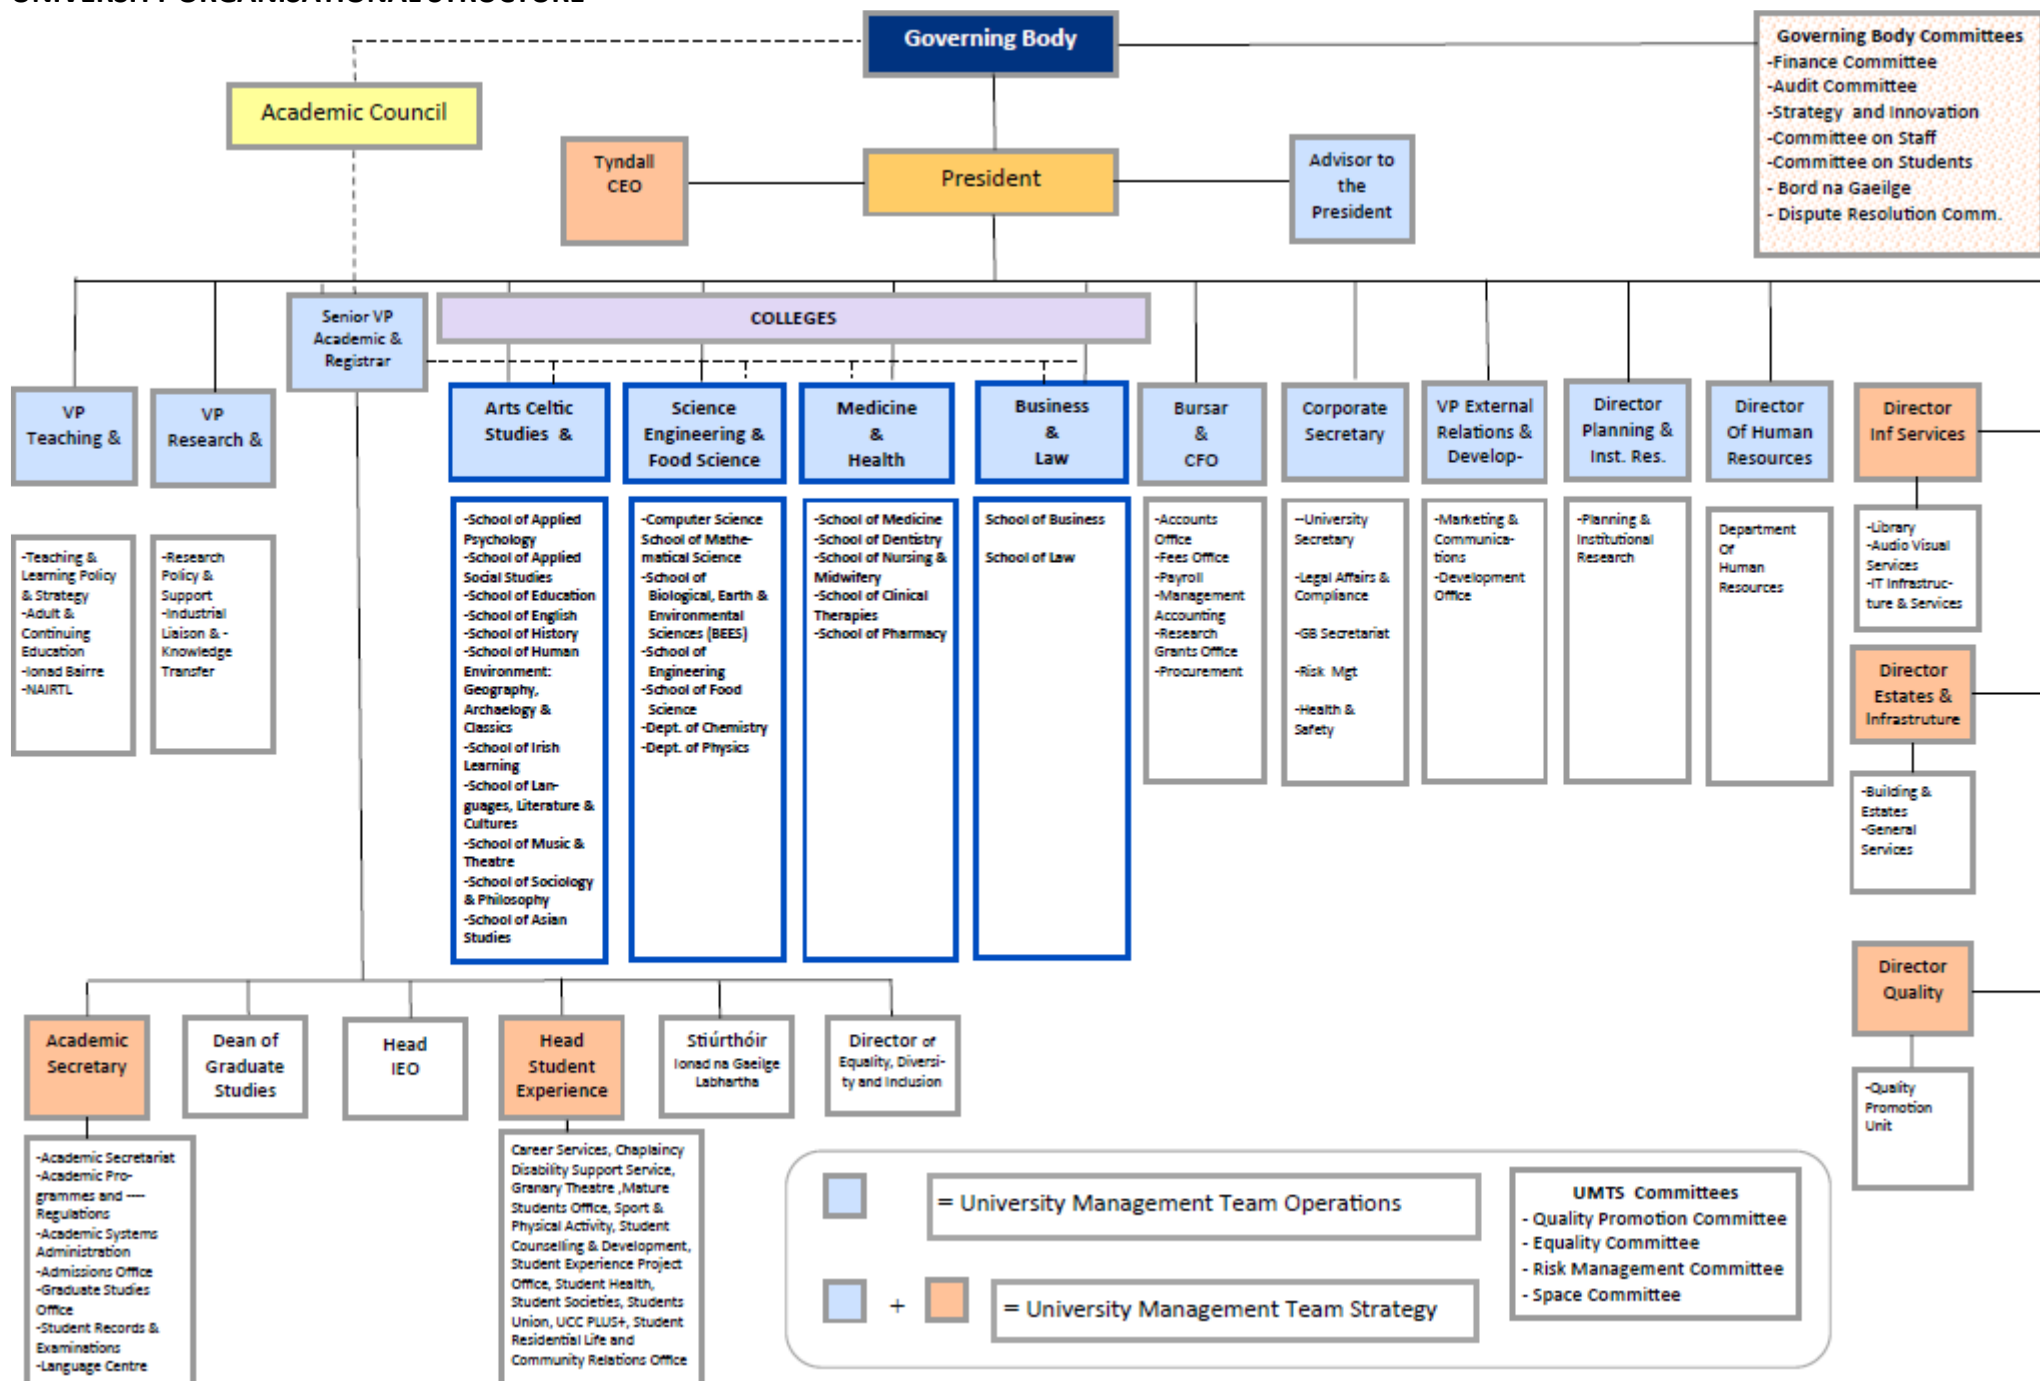 UNIVERSITY ORGANISATIONAL STRUCTURE
Governing Body
Governing Body Committees
-Finance Committee
-Audit Committee
-Strategy and Innovation
-Committee on Staff
-Committee on Students
- Bord na Gaeilge
- Dispute Resolution Comm.
Academic Council
Tyndall
CEO
President
Advisor to
the
President
Senior VP
Academic &
Registrar
COLLEGES
VP
Teaching &
VP
Research &
Arts Celtic
Studies &
Science
Engineering &
Food Science
Medicine
&
Health
Business
&
Law
Bursar
&
CFO
Corporate
Secretary
VP External
Relations &
Develop-
Director
Planning &
Inst. Res.
Director
Of Human
Resources
Director
Inf Services
-Teaching &
Learning Policy
& Strategy
-Adult &
Continuing
Education
-Ionad Bairre
-NAIRTL
-Research
Policy &
Support
-Industrial
Liaison & -
Knowledge
Transfer
-School of Applied
Psychology
-School of Applied
Social Studies
-School of Education
-School of English
-School of History
-School of Human
Environment:
Geography,
Archaelogy &
Classics
-School of Irish
Learning
-School of Lan-
guages, Literature &
Cultures
-School of Music &
Theatre
-School of Sociology
& Philosophy
-School of Asian
Studies
-Computer Science
School of Mathe-
matical Science
-School of
Biological, Earth &
Environmental
Sciences (BEES)
-School of
Engineering
-School of Food
Science
-Dept. of Chemistry
-Dept. of Physics
-School of Medicine
-School of Dentistry
-School of Nursing &
Midwifery
-School of Clinical
Therapies
-School of Pharmacy
School of Business
School of Law
-Accounts
Office
-Fees Office
-Payroll
-Management
Accounting
-Research
Grants Office
-Procurement
--University
Secretary
-Legal Affairs &
Compliance
-GB Secretariat
-Risk Mgt
-Health &
Safety
-Marketing &
Communica-
tions
-Development
Office
-Planning &
Institutional
Research
Department
Of
Human
Resources
-Library
-Audio Visual
Services
-IT Infrastruc-
ture & Services
Director
Estates &
Infrastruture
-Building &
Estates
-General
Services
Director
Quality
-Quality
Promotion
Unit
Academic
Secretary
Dean of
Graduate
Studies
Head
IEO
Head
Student
Experience
Stiúrthóir
Ionad na Gaeilge
Labhartha
Director of
Equality, Diversi-
ty and Inclusion
-Academic Secretariat
-Academic Pro-
grammes and ----
Regulations
-Academic Systems
Administration
-Admissions Office
-Graduate Studies
Office
-Student Records &
Examinations
-Language Centre
Career Services, Chaplaincy
Disability Support Service,
Granary Theatre ,Mature
Students Office, Sport &
Physical Activity, Student
Counselling & Development,
Student Experience Project
Office, Student Health,
Student Societies, Students
Union, UCC PLUS+, Student
Residential Life and
Community Relations Office
= University Management Team Operations
+
= University Management Team Strategy
UMTS Committees
- Quality Promotion Committee
- Equality Committee
- Risk Management Committee
- Space Committee